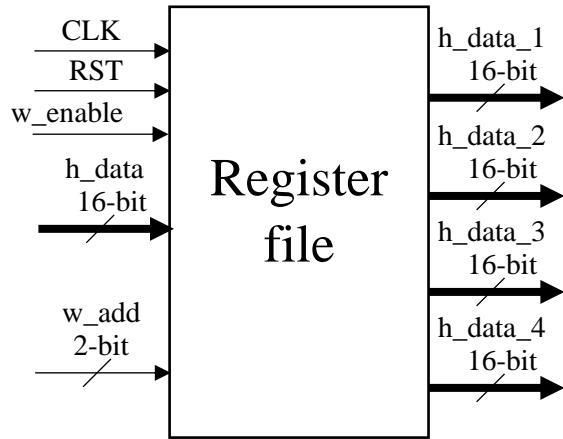 CLK
RST
w_enable
h_data
16-bit
w_add
2-bit
Register
file
h_data_1
16-bit
h_data_2
16-bit
h_data_3
16-bit
h_data_4
16-bit